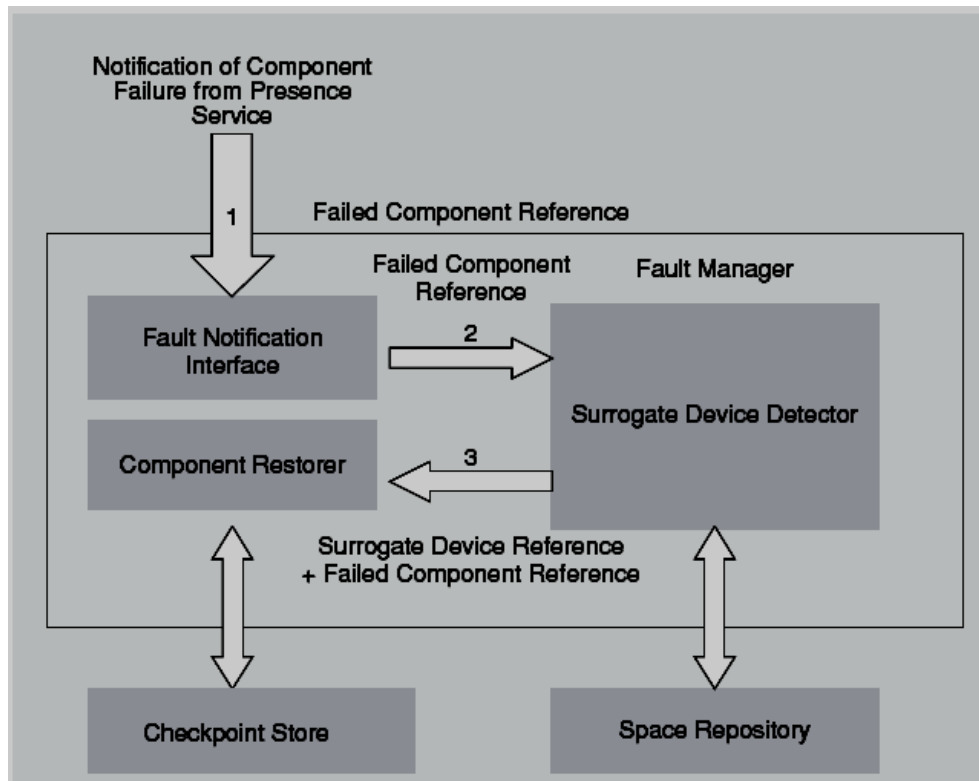 Notification of Component
Failure from Presence
Service
1
Failed Component Reference
Failed Component
Reference
Fault Manager
Fault Notification
Interface
2
Surrogate Device Detector
Component Restorer
3
Surrogate Device Reference
+ Failed Component Reference
Checkpoint Store
Space Repository